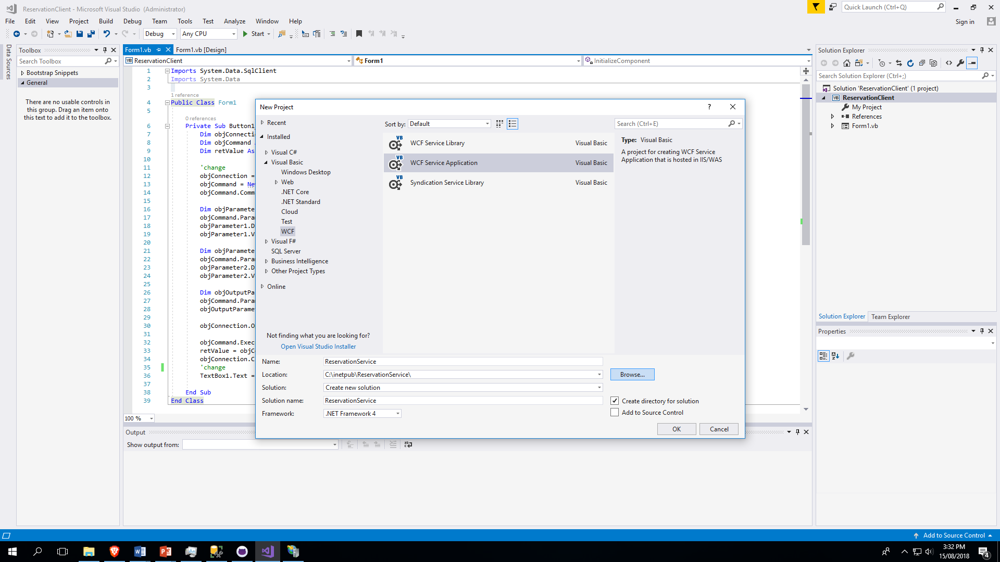 ReservationClient - Microsoft Visual Studio (Administrator)
Quick Launch (Ctrl+Q)
File Edit View Project Build Debug Team Tools Test Analyze Window Help
Sign in
Debug Any CPU Start
Data Sources
Toolbox
Search Toolbox
Bootstrap Snippets
General
There are no usable controls in
this group. Drag an item onto
this text to add it to the toolbox.
Form1.vb Form1.vb [Design]
VB ReservationClient Form1 InitializeComponent
1 Imports System.Data.SqlClient
2 Imports System.Data
3
1 reference
4 Public Class Form1
5
0 references
6 Private Sub Button1
7 Dim objConnectio
8 Dim objCommand
9 Dim retValue As
10
11 'change
12 objConnection =
13 objCommand = New
14 objCommand.Comm
15
16 Dim objParamete
17 objCommand.Para
18 objParameter1.D
19 objParameter1.V
20
21 Dim objParamete
22 objCommand.Para
23 objParameter2.D
24 objParameter2.V
25
26 Dim objOutputPa
27 objCommand.Para
28 objOutputParame
29
30 objConnection.O
31
32 objCommand.Exec
33 retValue = objC
34 objConnection.C
35 'change
36 TextBox1.Text =
37
38 End Sub
39 End Class
100 %
Output
Show output from:
New Project
?
Recent
Installed
Visual C#
Visual Basic
Windows Desktop
Web
.NET Core
.NET Standard
Cloud
Test
WCF
Visual F#
SQL Server
Business Intelligence
Other Project Types
Online
Not finding what you are looking for?
Open Visual Studio Installer
Sort by: Default
Search (Ctrl+E)
VB
WCF Service Library Visual Basic
VB
WCF Service Application Visual Basic
VB
Syndication Service Library Visual Basic
Type: Visual Basic
A project for creating WCF Service
Application that is hosted in IIS/WAS
Name: ReservationService
Location: C:\inetpub\ReservationService\ Browse...
Solution: Create new solution
Solution name: ReservationService
Create directory for solution
Framework: .NET Framework 4
Add to Source Control
OK Cancel
Solution Explorer
Search Solution Explorer (Ctrl+;)
Solution 'ReservationClient' (1 project)
VB ReservationClient
My Project
References
Form1.vb
Solution Explorer Team Explorer
Properties
Add to Source Control
3:32 PM
15/08/2018
4